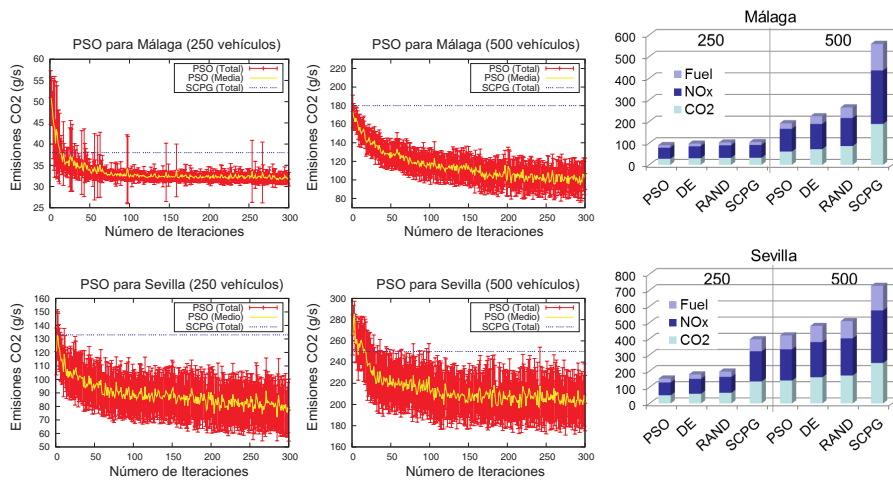 PSO para Málaga (250 vehículos)
Emisiones CO2 (g/s)
60
55
50
45
40
35
30
25
PSO (Total)
PSO (Media)
SCPG (Total)
0 50 100 150 200 250 300
Número de Iteraciones
PSO para Málaga (500 vehículos)
Emisiones CO2 (g/s)
220
200
180
160
140
120
100
80
PSO (Total)
PSO (Media)
SCPG (Total)
0 50 100 150 200 250 300
Número de Iteraciones
Málaga
250 500
600
500
400
300
200
100
0
Fuel
NOx
CO2
PSO DE RAND SCPG PSO DE RAND SCPG
PSO para Sevilla (250 vehículos)
Emisiones CO2 (g/s)
160
150
140
130
120
110
100
90
80
70
60
50
PSO (Total)
PSO (Medio)
SCPG (Total)
0 50 100 150 200 250 300
Número de Iteraciones
PSO para Sevilla (500 vehículos)
Emisiones CO2 (g/s)
300
280
260
240
220
200
180
160
PSO (Total)
PSO (Medio)
SCPG (Total)
0 50 100 150 200 250 300
Número de Iteraciones
Sevilla
250 500
800
700
600
500
400
300
200
100
0
Fuel
NOx
CO2
PSO DE RAND SCPG PSO DE RAND SCPG